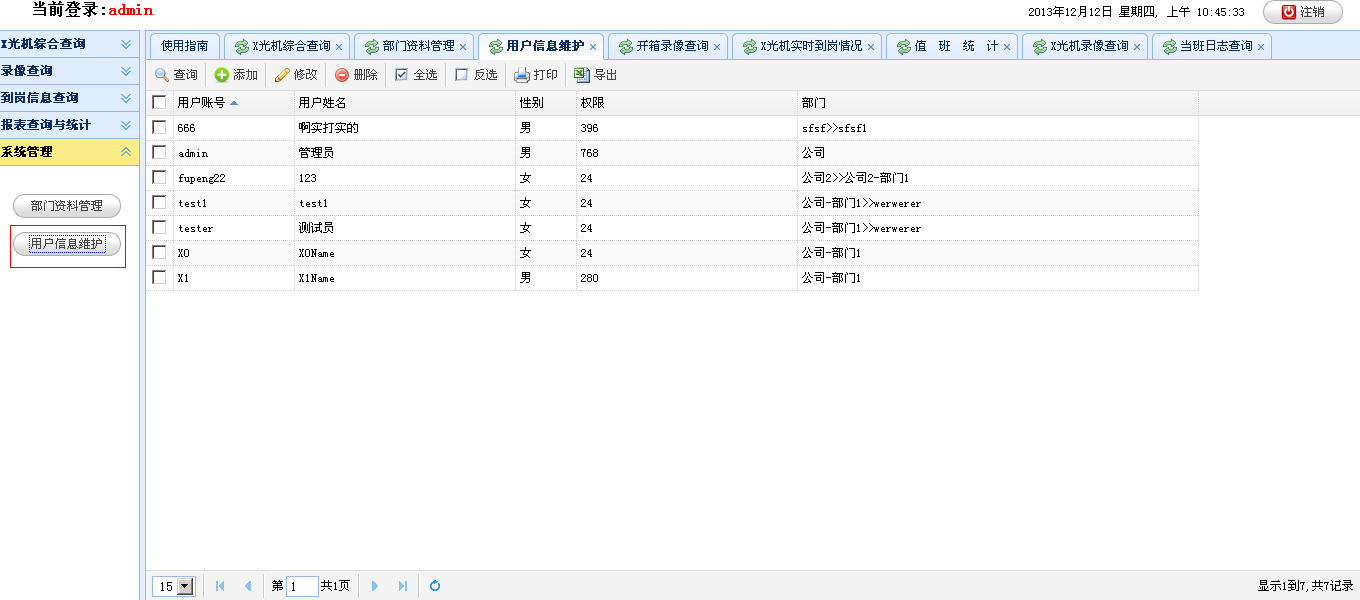 当前登录:admin
2013年12月12日 星期四, 上午 10:45:33 注销
X光机综合查询
录像查询
到岗信息查询
报表查询与统计
系统管理
部门资料管理
用户信息维护
使用指南 X光机综合查询 部门资料管理 用户信息维护 开箱录像查询 X光机实时到岗情况 值 班 统 计 X光机录像查询 当班日志查询
查询 添加 修改 删除 全选 反选 打印 导出
用户账号 用户姓名 性别 权限 部门
666 啊实打实的 男 396 sfsf>>sfsf1
admin 管理员 男 768 公司
fupeng22 123 女 24 公司2>>公司2-部门1
test1 test1 女 24 公司-部门1>>werwerer
tester 测试员 女 24 公司-部门1>>werwerer
X0 X0Name 女 24 公司-部门1
X1 X1Name 男 280 公司-部门1
15 第 1 共1页 显示1到7,共7记录